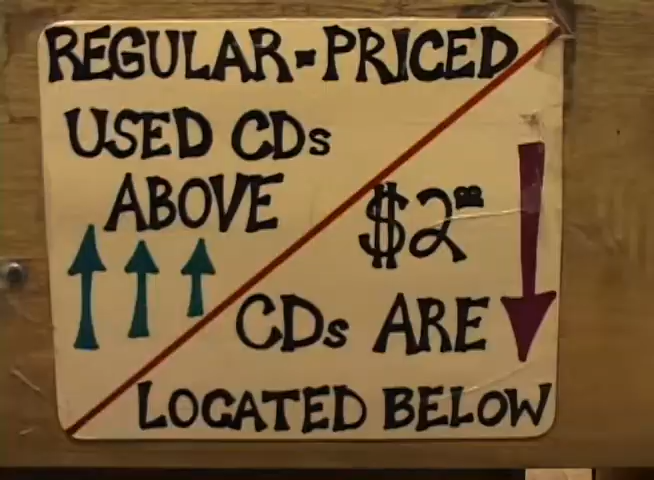 REGULAR-PRICED
USED CDs
ABOVE
$2⁰⁰
CDs ARE
LOCATED BELOW